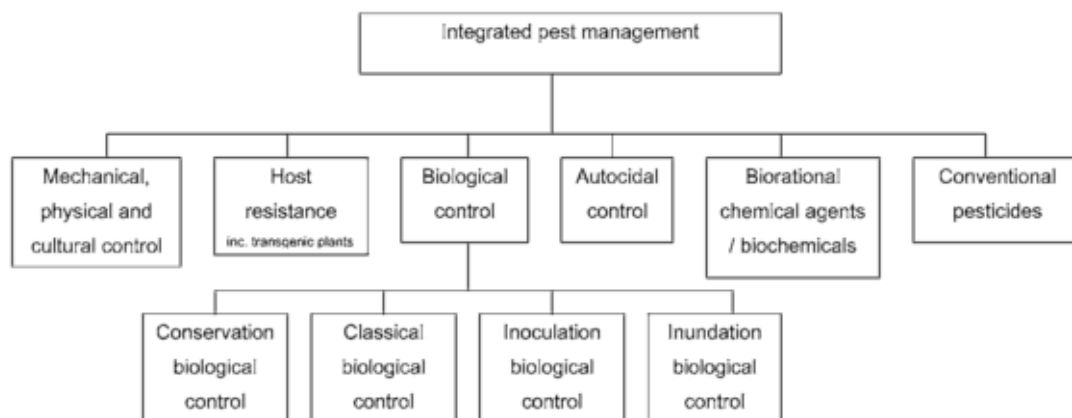 Integrated pest management
Mechanical,
physical and
cultural control
Host
resistance
inc. transgenic plants
Biological
control
Autocidal
control
Biorational
chemical agents
/ biochemicals
Conventional
pesticides
Conservation
biological
control
Classical
biological
control
Inoculation
biological
control
Inundation
biological
control